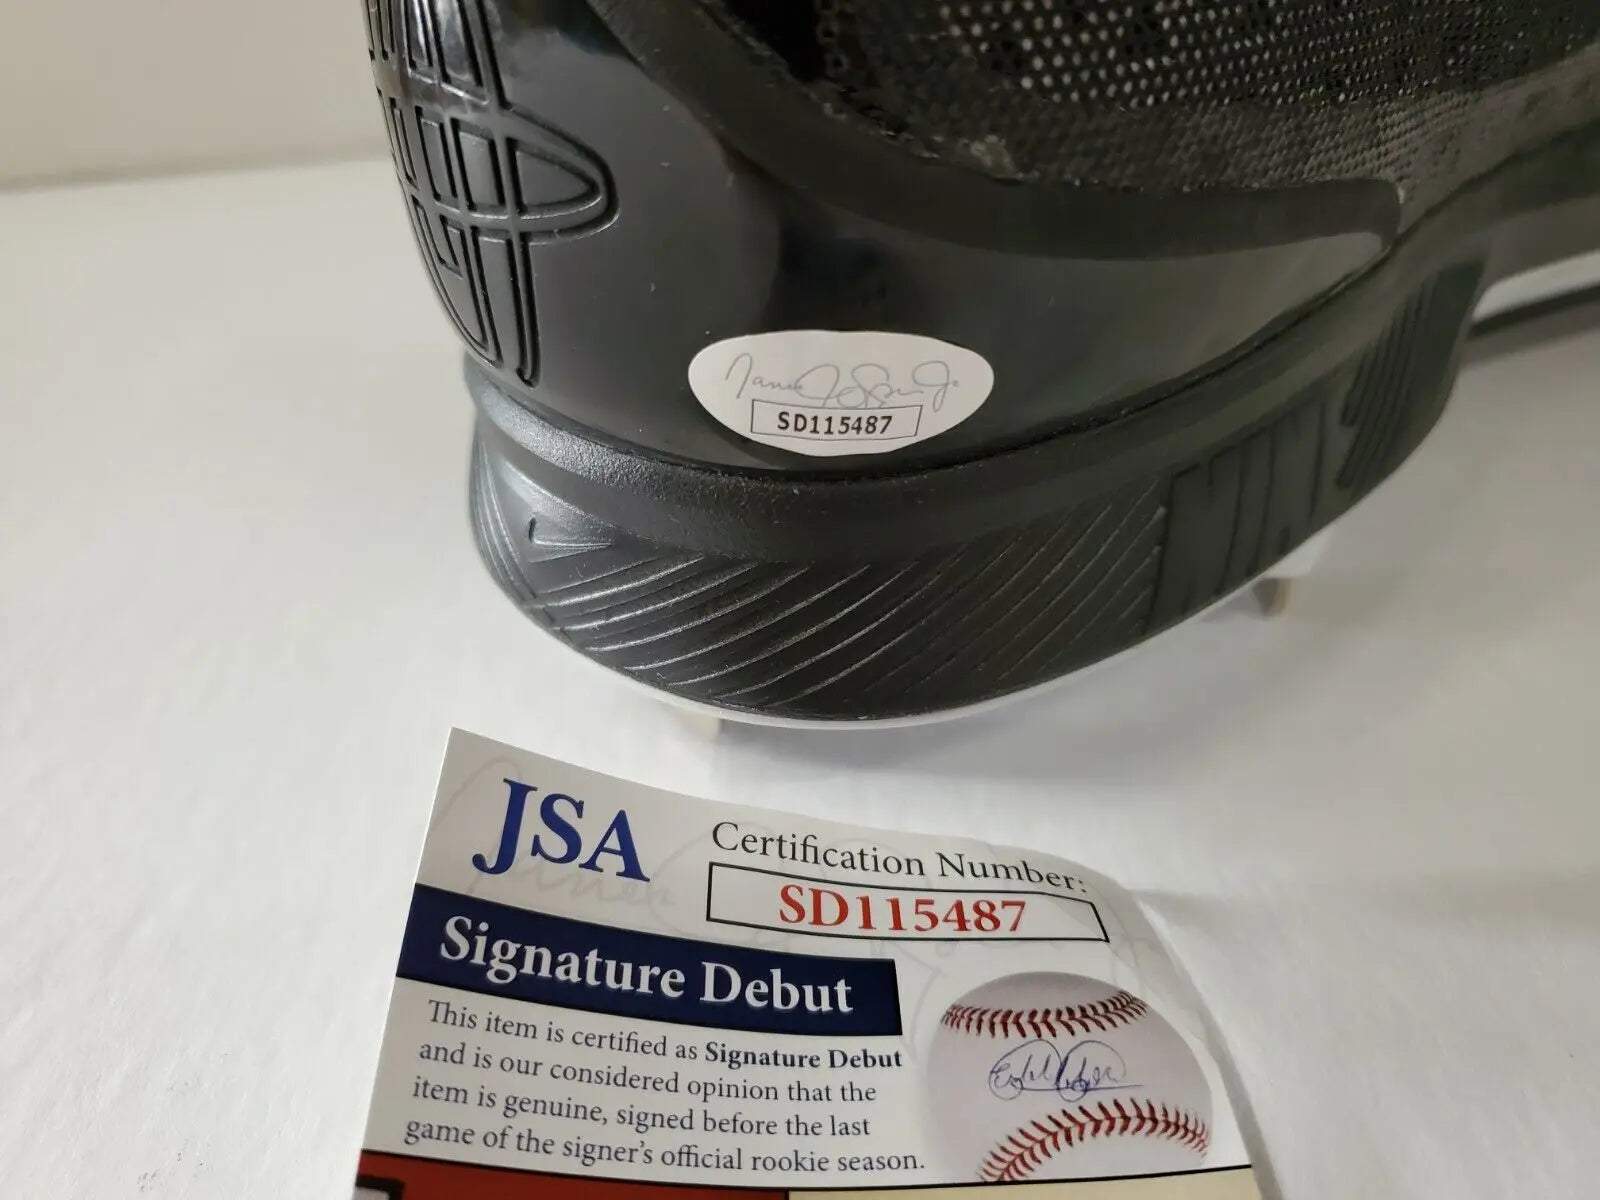 SD115487
JSA
Certification Number:
SD115487
Signature Debut
This item is certified as Signature Debut
and is our considered opinion that the
item is genuine, signed before the last
game of the signer's official rookie season.